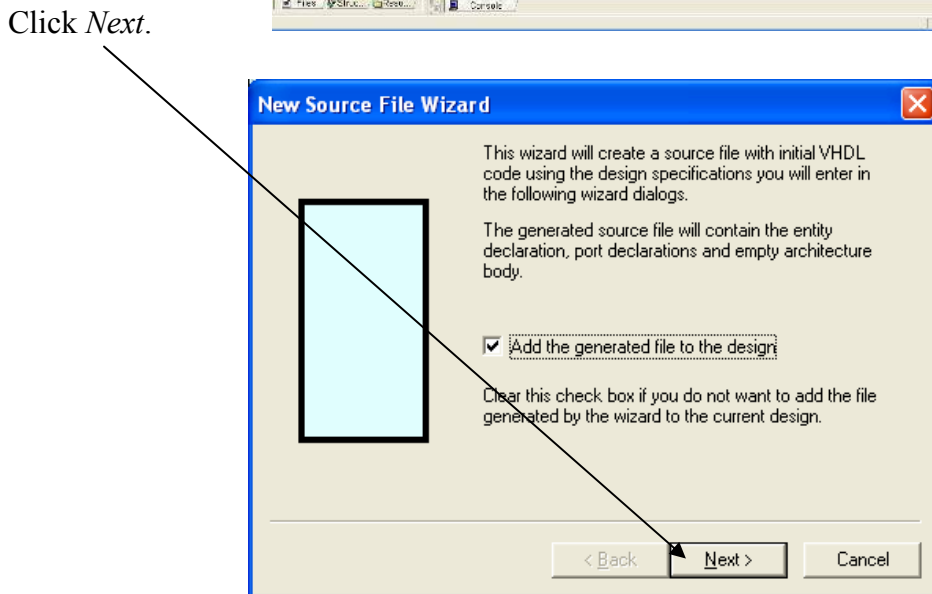 Files
Console
Click Next.
New Source File Wizard
This wizard will create a source file with initial VHDL
code using the design specifications you will enter in
the following wizard dialogs.
The generated source file will contain the entity
declaration, port declarations and empty architecture
body.
Add the generated file to the design
Clear this check box if you do not want to add the file
generated by the wizard to the current design.
< Back
Next >
Cancel